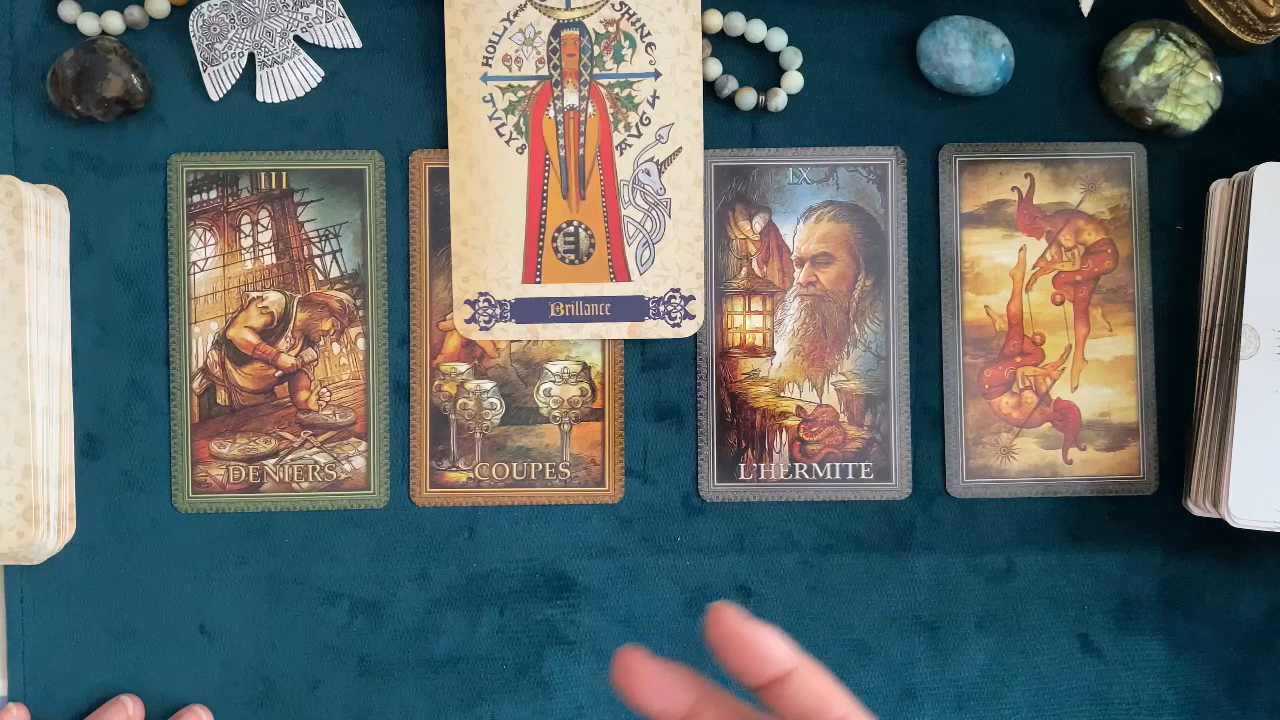 HOLLY
SHINE
JULY 8
AUG 4
Brillance
III
DENIERS
COUPES
IX
L'HERMITE